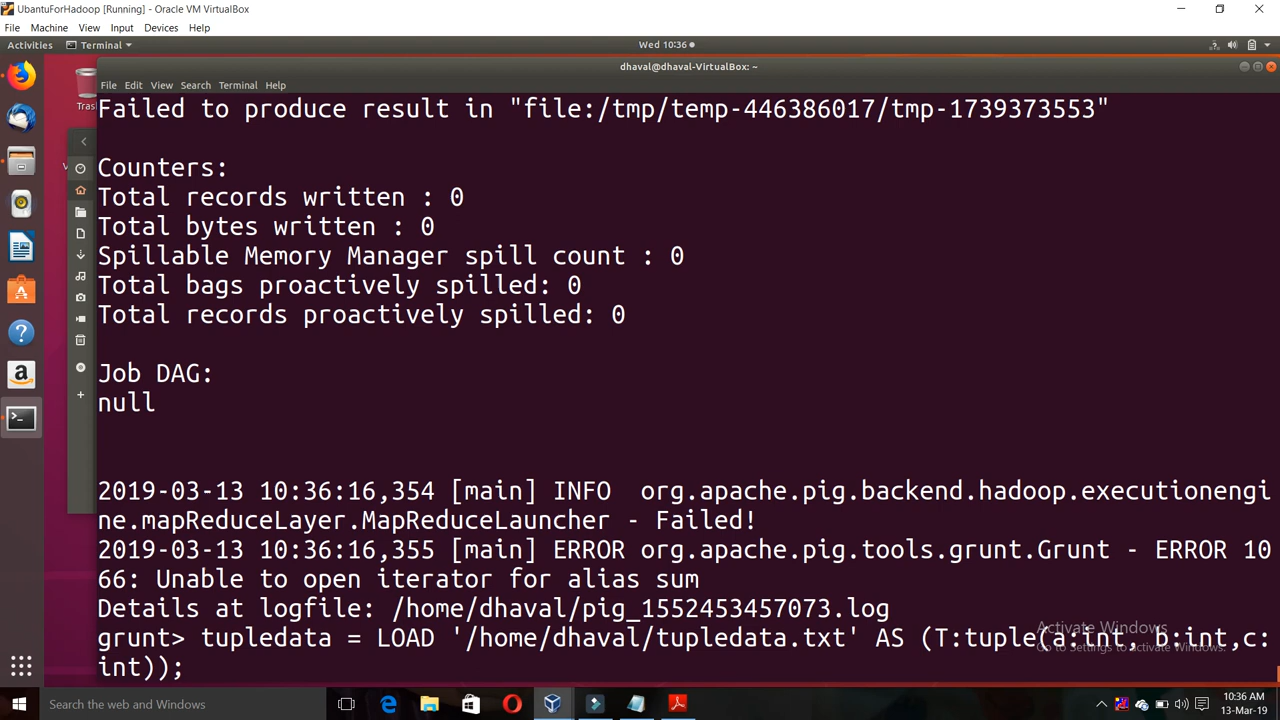 UbantuForHadoop [Running] - Oracle VM VirtualBox
File Machine View Input Devices Help
Activities Terminal Wed 10:36
dhaval@dhaval-VirtualBox: ~
File Edit View Search Terminal Help
Tras
Failed to produce result in "file:/tmp/temp-446386017/tmp-1739373553"
Counters:
Total records written : 0
Total bytes written : 0
Spillable Memory Manager spill count : 0
Total bags proactively spilled: 0
Total records proactively spilled: 0
Job DAG:
null
2019-03-13 10:36:16,354 [main] INFO  org.apache.pig.backend.hadoop.executionengi
ne.mapReduceLayer.MapReduceLauncher - Failed!
2019-03-13 10:36:16,355 [main] ERROR org.apache.pig.tools.grunt.Grunt - ERROR 10
66: Unable to open iterator for alias sum
Details at logfile: /home/dhaval/pig_1552453457073.log
grunt> tupledata = LOAD '/home/dhaval/tupledata.txt' AS (T:tuple(a:int, b:int,c:
int));
Activate Windows
Go to Settings to activate Windows.
Search the web and Windows
10:36 AM
13-Mar-19